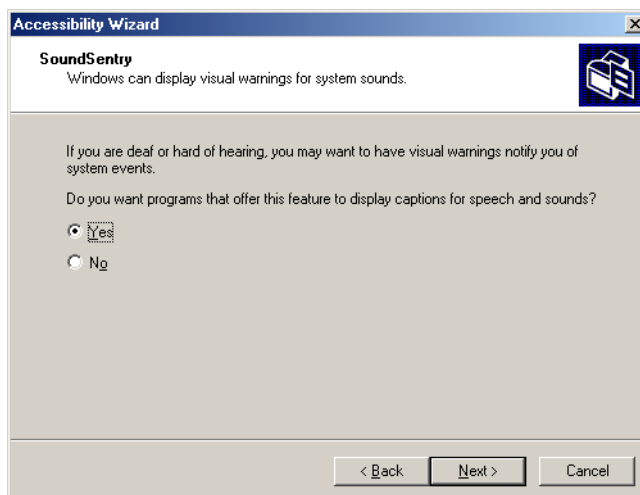 Accessibility Wizard
SoundSentry
Windows can display visual warnings for system sounds.
If you are deaf or hard of hearing, you may want to have visual warnings notify you of
system events.
Do you want programs that offer this feature to display captions for speech and sounds?
Yes
No
< Back Next > Cancel